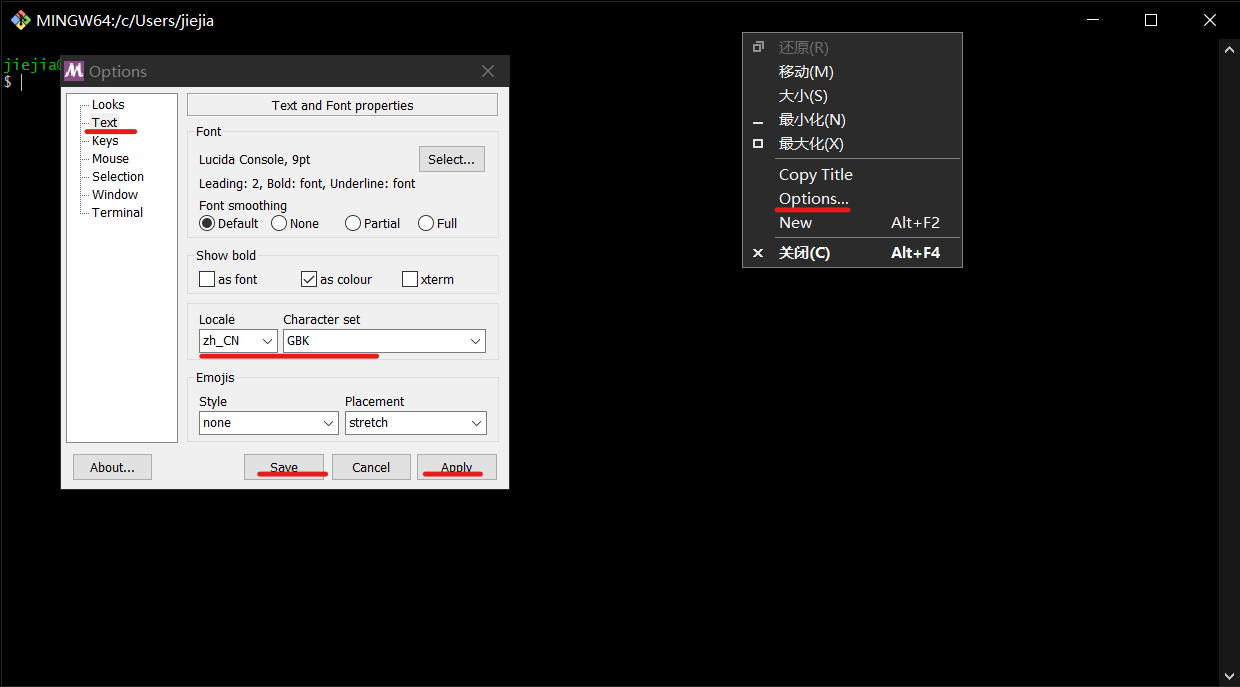 MINGW64:/c/Users/jiejia
jiejia@
$
Options
Looks
Text
Keys
Mouse
Selection
Window
Terminal
Text and Font properties
Font
Lucida Console, 9pt
Select...
Leading: 2, Bold: font, Underline: font
Font smoothing
Default None Partial Full
Show bold
as font as colour xterm
Locale Character set
zh_CN GBK
Emojis
Style Placement
none stretch
About... Save Cancel Apply
还原(R)
移动(M)
大小(S)
最小化(N)
最大化(X)
Copy Title
Options...
New Alt+F2
关闭(C) Alt+F4